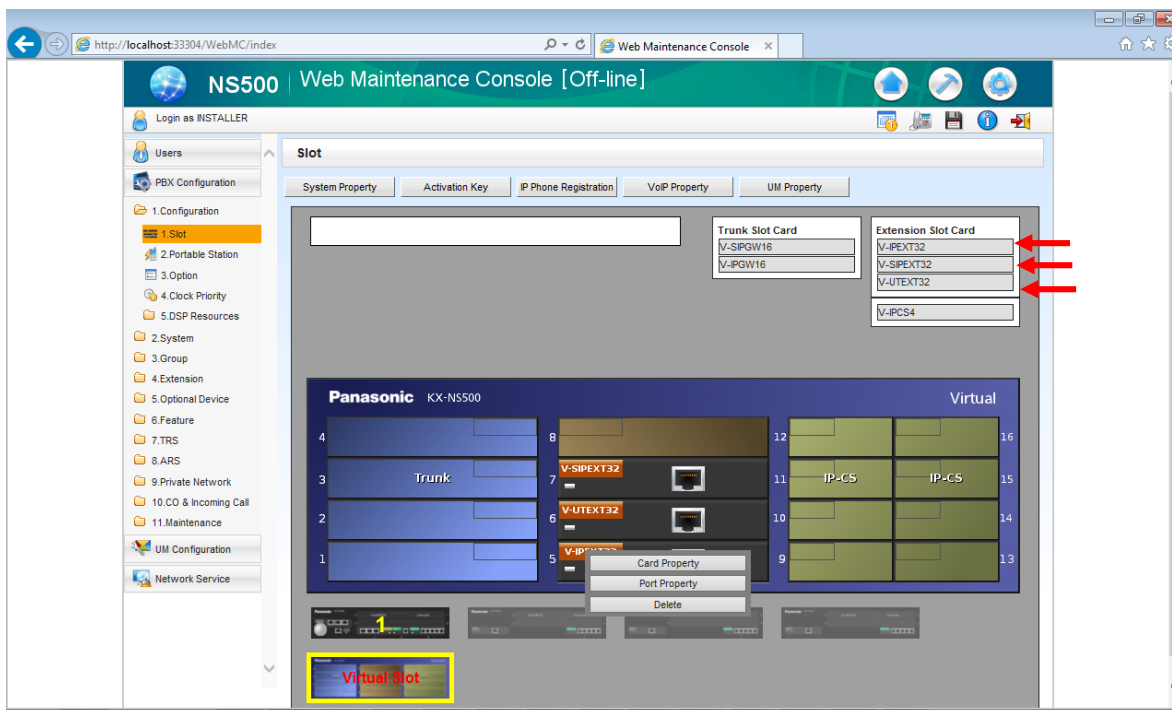 http://localhost:33304/WebMC/index
Web Maintenance Console
NS500 Web Maintenance Console [Off-line]
Login as INSTALLER
Users
PBX Configuration
1.Configuration
1.Slot
2.Portable Station
3.Option
4.Clock Priority
5.DSP Resources
2.System
3.Group
4.Extension
5.Optional Device
6.Feature
7.TRS
8.ARS
9.Private Network
10.CO & Incoming Call
11.Maintenance
UM Configuration
Network Service
Slot
System Property Activation Key IP Phone Registration VoIP Property UM Property
Trunk Slot Card
V-SIPGW16
V-IPGW16
Extension Slot Card
V-IPEXT32
V-SIPEXT32
V-UTEXT32
V-IPCS4
Panasonic KX-NS500 Virtual
4 8 12 16
3 Trunk 7 V-SIPEXT32 11 IP-CS IP-CS 15
2 6 V-UTEXT32 10 14
1 5 V-IPEXT32 9 13
Card Property
Port Property
Delete
1
Virtual Slot